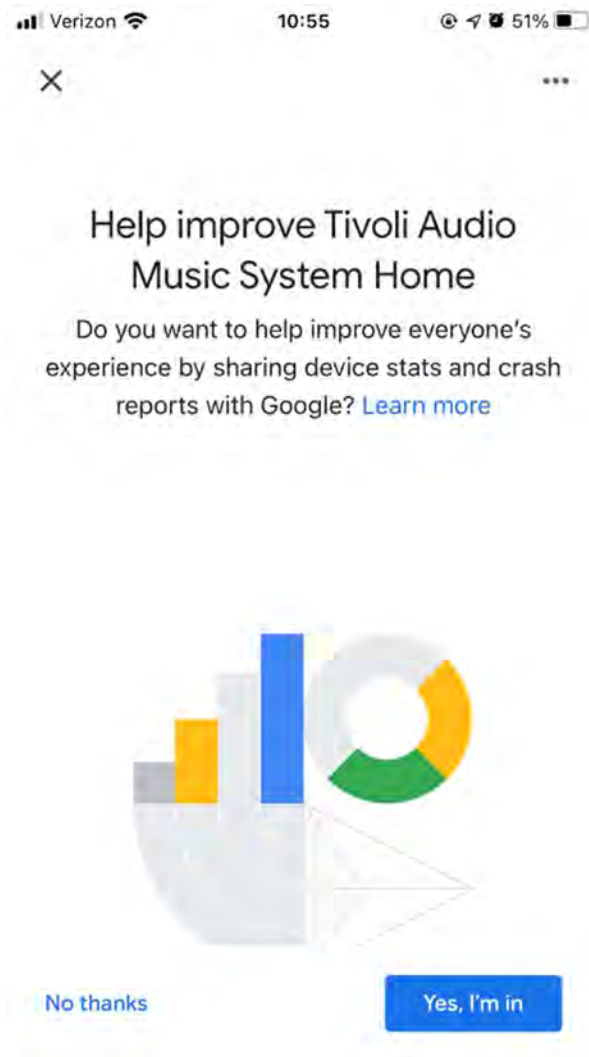 Verizon 10:55 51%
Help improve Tivoli Audio
Music System Home
Do you want to help improve everyone's
experience by sharing device stats and crash
reports with Google? Learn more
No thanks Yes, I'm in